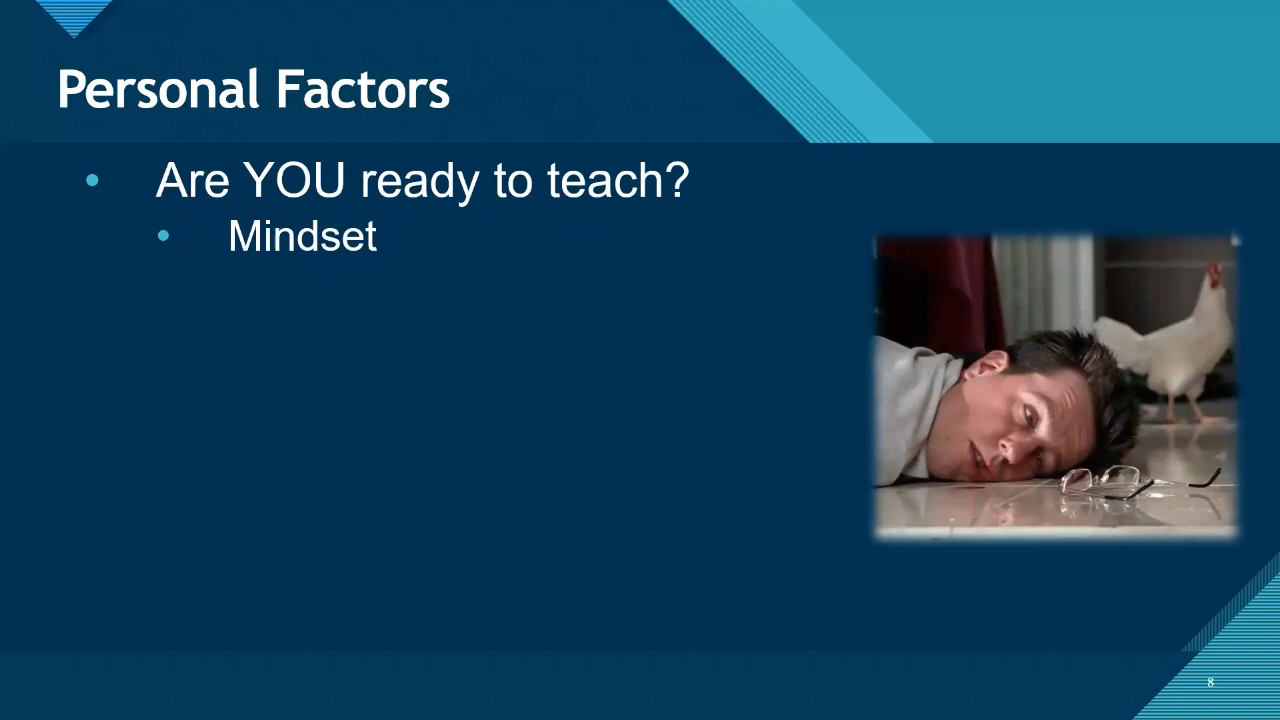 Personal Factors
• Are YOU ready to teach?
• Mindset
8